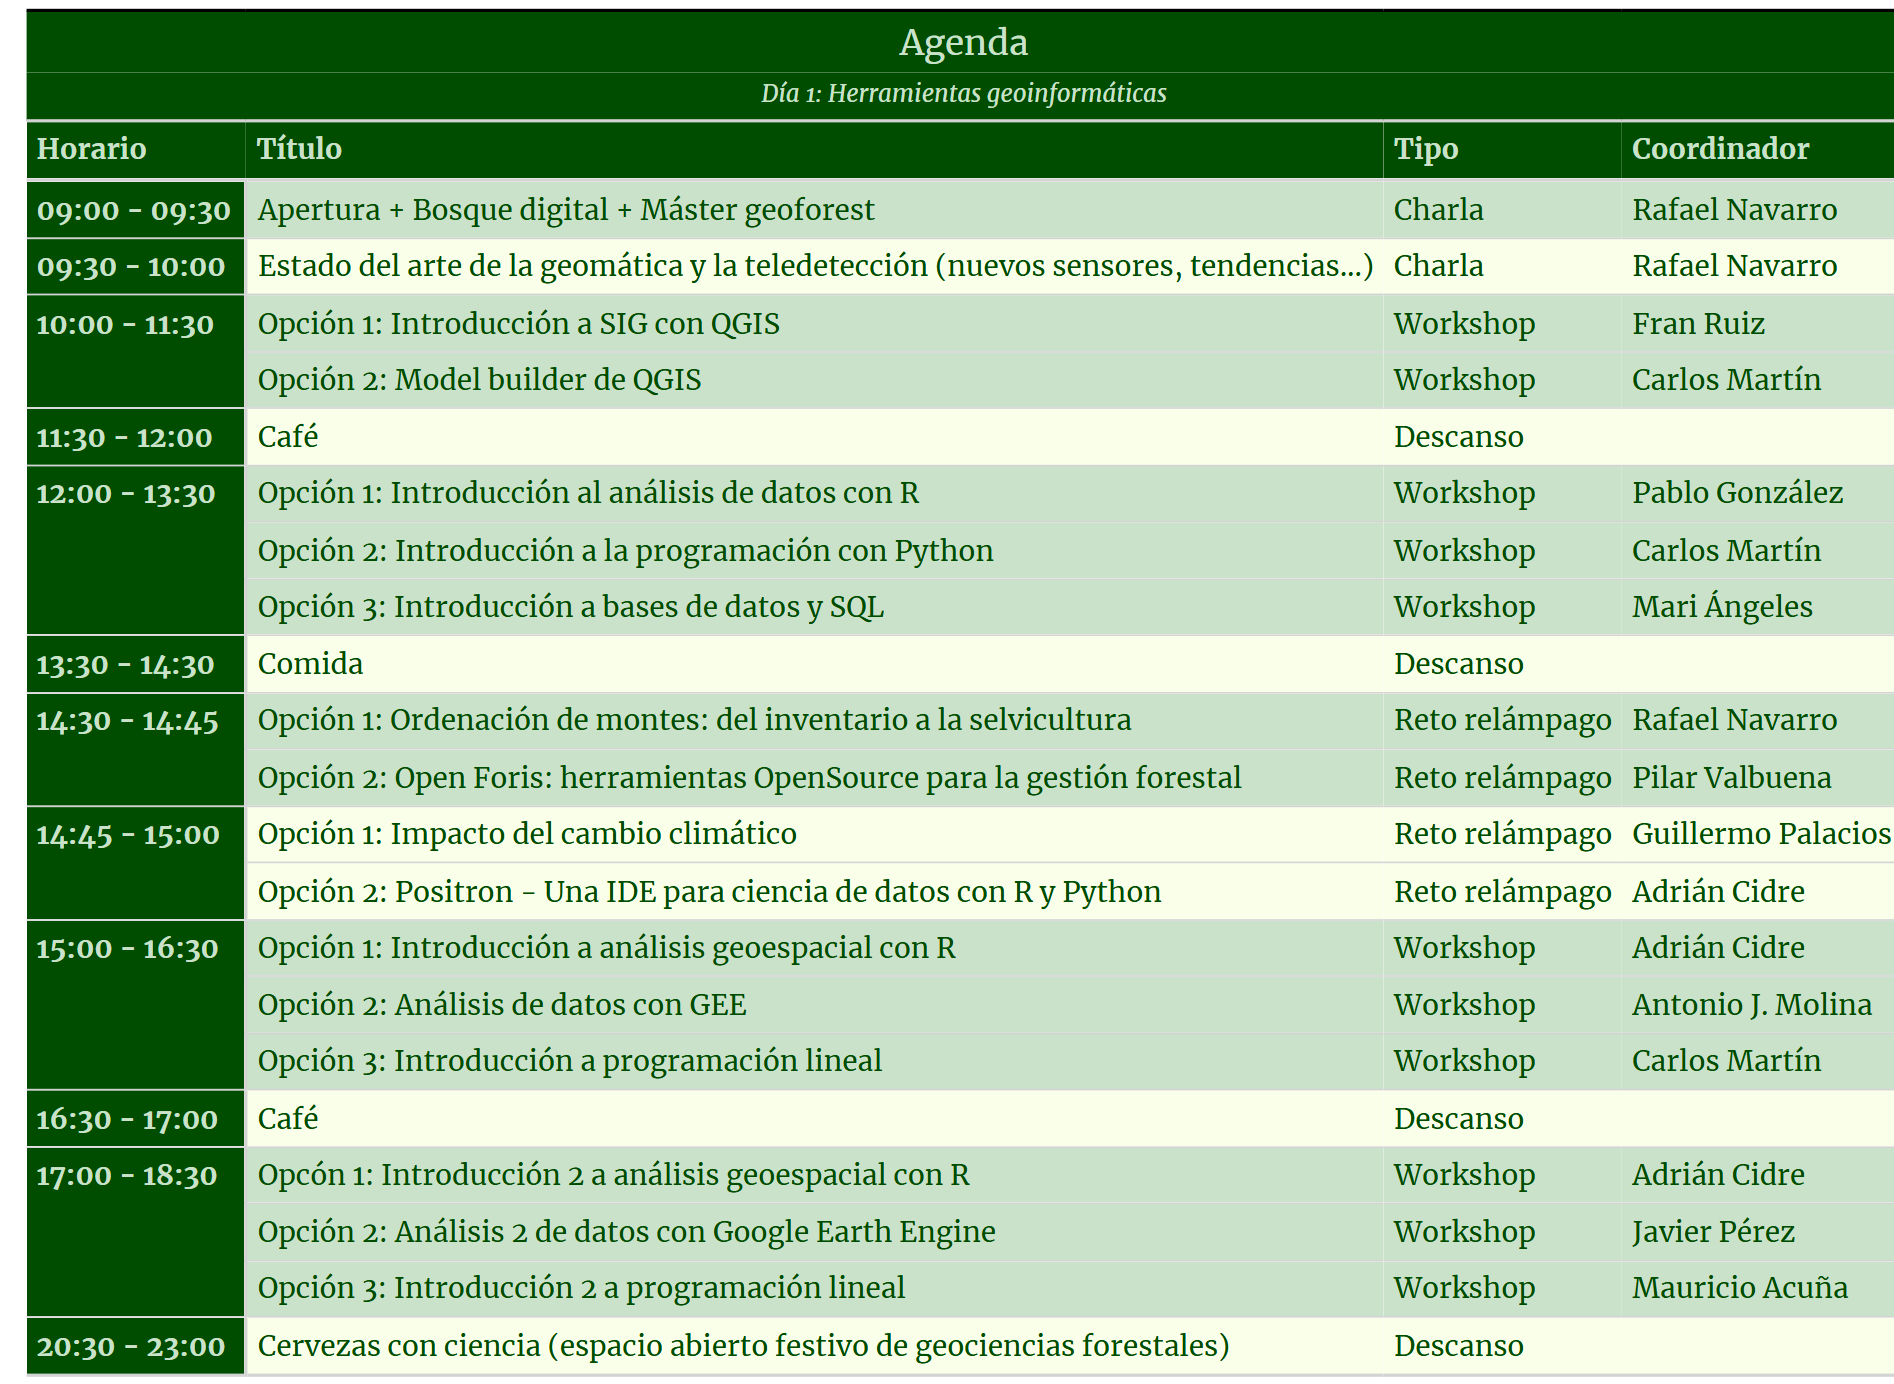 Agenda
Día 1: Herramientas geoinformáticas
Horario Título Tipo Coordinador
09:00 - 09:30 Apertura + Bosque digital + Máster geoforest Charla Rafael Navarro
09:30 - 10:00 Estado del arte de la geomática y la teledetección (nuevos sensores, tendencias...) Charla Rafael Navarro
10:00 - 11:30 Opción 1: Introducción a SIG con QGIS Workshop Fran Ruiz
Opción 2: Model builder de QGIS Workshop Carlos Martín
11:30 - 12:00 Café Descanso
12:00 - 13:30 Opción 1: Introducción al análisis de datos con R Workshop Pablo González
Opción 2: Introducción a la programación con Python Workshop Carlos Martín
Opción 3: Introducción a bases de datos y SQL Workshop Mari Ángeles
13:30 - 14:30 Comida Descanso
14:30 - 14:45 Opción 1: Ordenación de montes: del inventario a la selvicultura Reto relámpago Rafael Navarro
Opción 2: Open Foris: herramientas OpenSource para la gestión forestal Reto relámpago Pilar Valbuena
14:45 - 15:00 Opción 1: Impacto del cambio climático Reto relámpago Guillermo Palacios
Opción 2: Positron - Una IDE para ciencia de datos con R y Python Reto relámpago Adrián Cidre
15:00 - 16:30 Opción 1: Introducción a análisis geoespacial con R Workshop Adrián Cidre
Opción 2: Análisis de datos con GEE Workshop Antonio J. Molina
Opción 3: Introducción a programación lineal Workshop Carlos Martín
16:30 - 17:00 Café Descanso
17:00 - 18:30 Opcón 1: Introducción 2 a análisis geoespacial con R Workshop Adrián Cidre
Opción 2: Análisis 2 de datos con Google Earth Engine Workshop Javier Pérez
Opción 3: Introducción 2 a programación lineal Workshop Mauricio Acuña
20:30 - 23:00 Cervezas con ciencia (espacio abierto festivo de geociencias forestales) Descanso